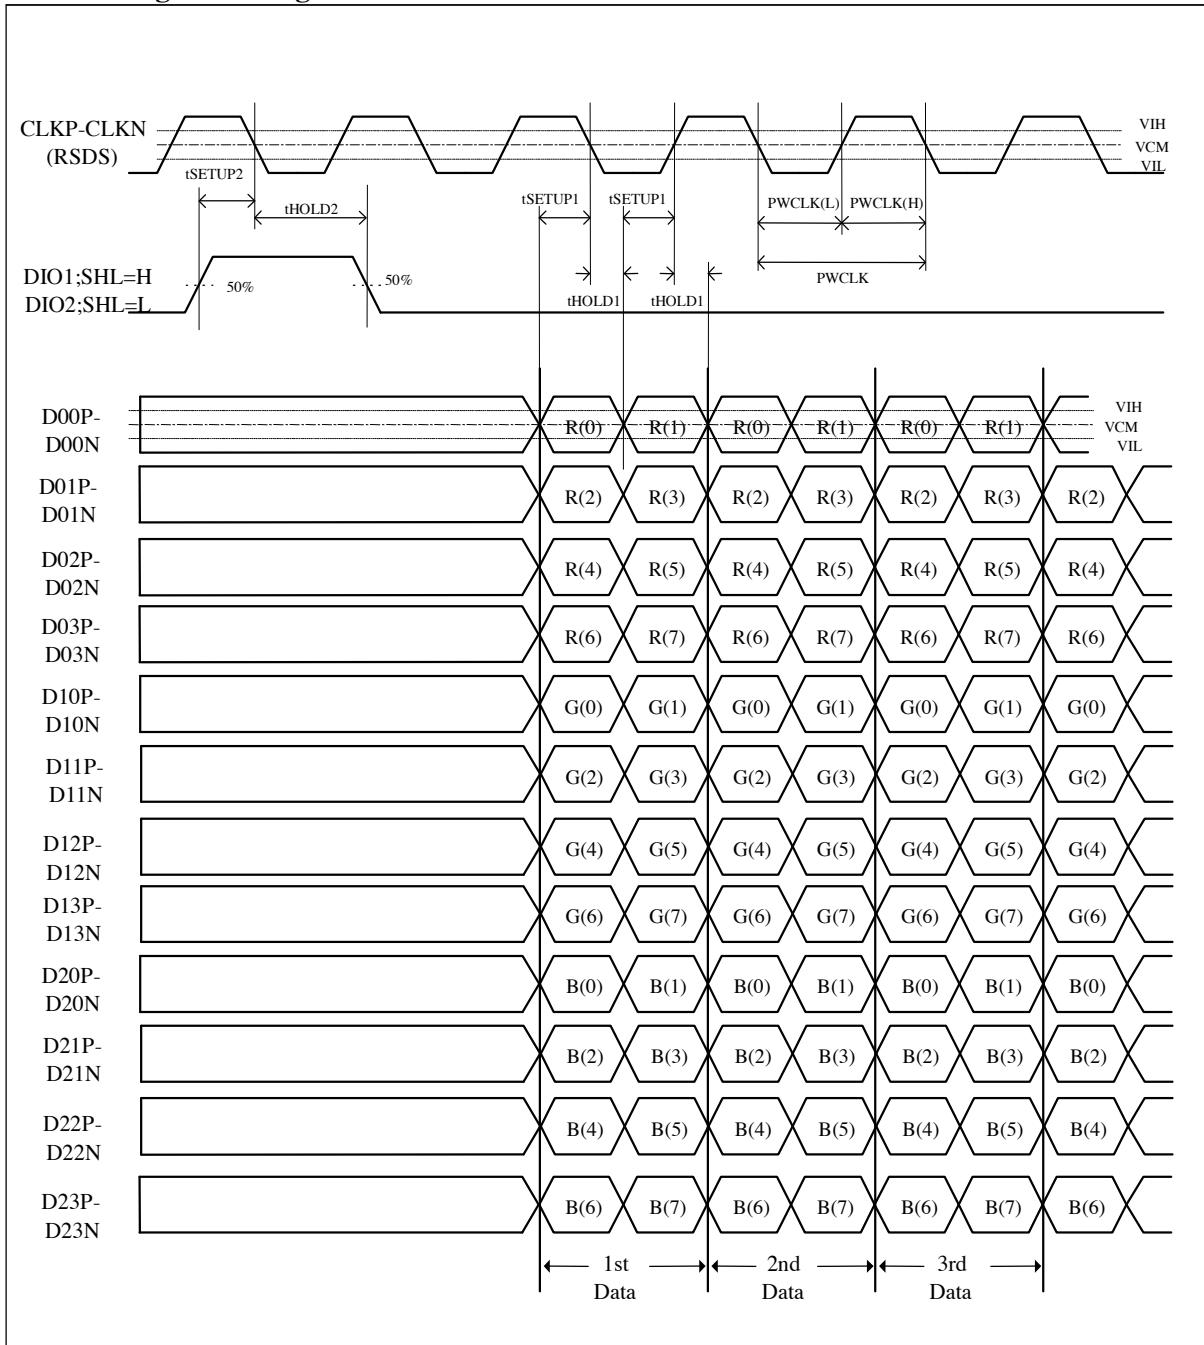 CLKP-CLKN
(RSDS)
VIH
VCM
VIL
tSETUP2
tHOLD2
tSETUP1
tSETUP1
PWCLK(L)
PWCLK(H)
PWCLK
tHOLD1
tHOLD1
DIO1;SHL=H
DIO2;SHL=L
50%
50%
D00P-
D00N
R(0) R(1) R(0) R(1) R(0) R(1)
VIH
VCM
VIL
D01P-
D01N
R(2) R(3) R(2) R(3) R(2) R(3) R(2)
D02P-
D02N
R(4) R(5) R(4) R(5) R(4) R(5) R(4)
D03P-
D03N
R(6) R(7) R(6) R(7) R(6) R(7) R(6)
D10P-
D10N
G(0) G(1) G(0) G(1) G(0) G(1) G(0)
D11P-
D11N
G(2) G(3) G(2) G(3) G(2) G(3) G(2)
D12P-
D12N
G(4) G(5) G(4) G(5) G(4) G(5) G(4)
D13P-
D13N
G(6) G(7) G(6) G(7) G(6) G(7) G(6)
D20P-
D20N
B(0) B(1) B(0) B(1) B(0) B(1) B(0)
D21P-
D21N
B(2) B(3) B(2) B(3) B(2) B(3) B(2)
D22P-
D22N
B(4) B(5) B(4) B(5) B(4) B(5) B(4)
D23P-
D23N
B(6) B(7) B(6) B(7) B(6) B(7) B(6)
1st
Data
2nd
Data
3rd
Data